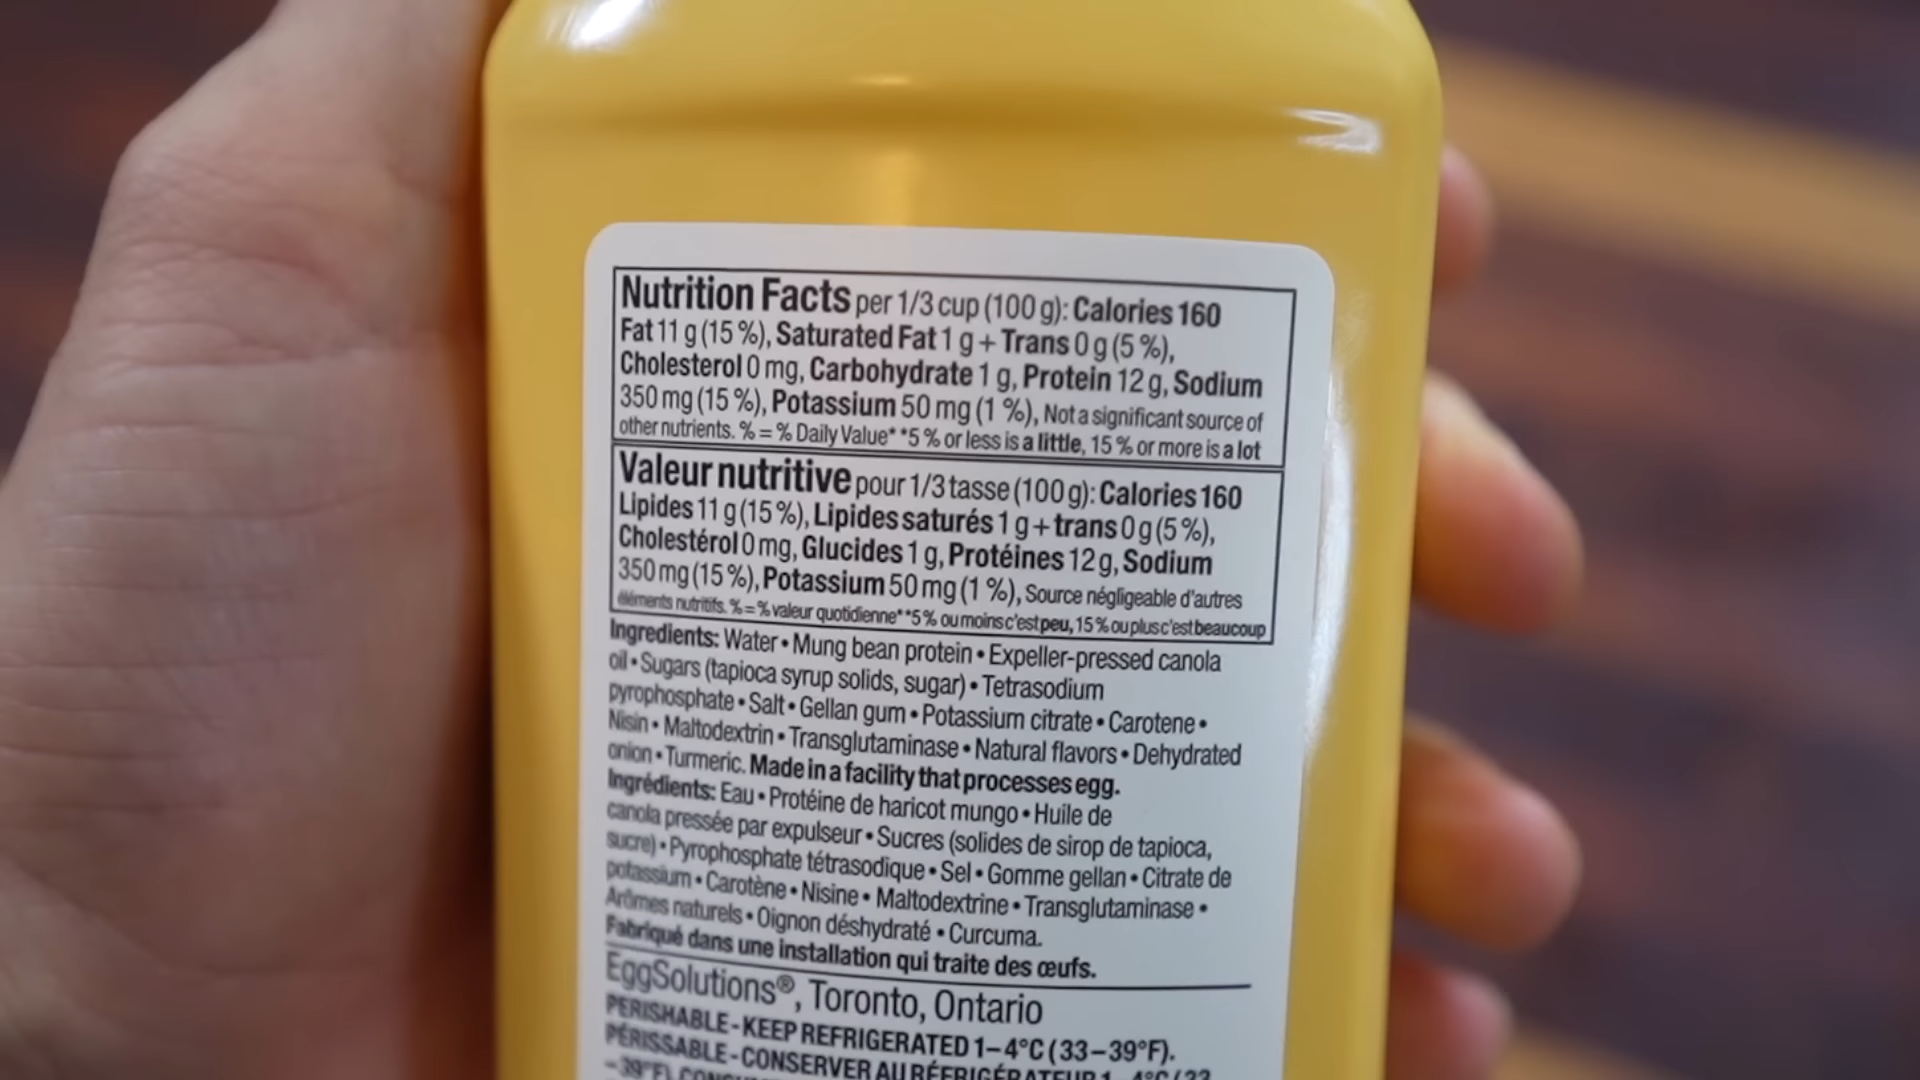 Nutrition Facts per 1/3 cup (100 g): Calories 160
Fat 11 g (15 %), Saturated Fat 1 g + Trans 0 g (5 %),
Cholesterol 0 mg, Carbohydrate 1 g, Protein 12 g, Sodium
350 mg (15 %), Potassium 50 mg (1 %), Not a significant source of
other nutrients. % = % Daily Value* *5 % or less is a little, 15 % or more is a lot
Valeur nutritive pour 1/3 tasse (100 g): Calories 160
Lipides 11 g (15 %), Lipides saturés 1 g + trans 0 g (5 %),
Cholestérol 0 mg, Glucides 1 g, Protéines 12 g, Sodium
350 mg (15 %), Potassium 50 mg (1 %), Source négligeable d'autres
éléments nutritifs. % = % valeur quotidienne* *5 % ou moins c'est peu, 15 % ou plus c'est beaucoup
Ingredients: Water • Mung bean protein • Expeller-pressed canola
oil • Sugars (tapioca syrup solids, sugar) • Tetrasodium
pyrophosphate • Salt • Gellan gum • Potassium citrate • Carotene •
Nisin • Maltodextrin • Transglutaminase • Natural flavors • Dehydrated
onion • Turmeric. Made in a facility that processes egg.
Ingrédients: Eau • Protéine de haricot mungo • Huile de
canola pressée par expulseur • Sucres (solides de sirop de tapioca,
sucre) • Pyrophosphate tétrasodique • Sel • Gomme gellan • Citrate de
potassium • Carotène • Nisine • Maltodextrine • Transglutaminase •
Arômes naturels • Oignon déshydraté • Curcuma.
Fabriqué dans une installation qui traite des œufs.
EggSolutions®, Toronto, Ontario
PERISHABLE - KEEP REFRIGERATED 1–4°C (33–39°F).
PÉRISSABLE - CONSERVER AU RÉFRIGÉRATEUR 1–4°C (33
–39°F).